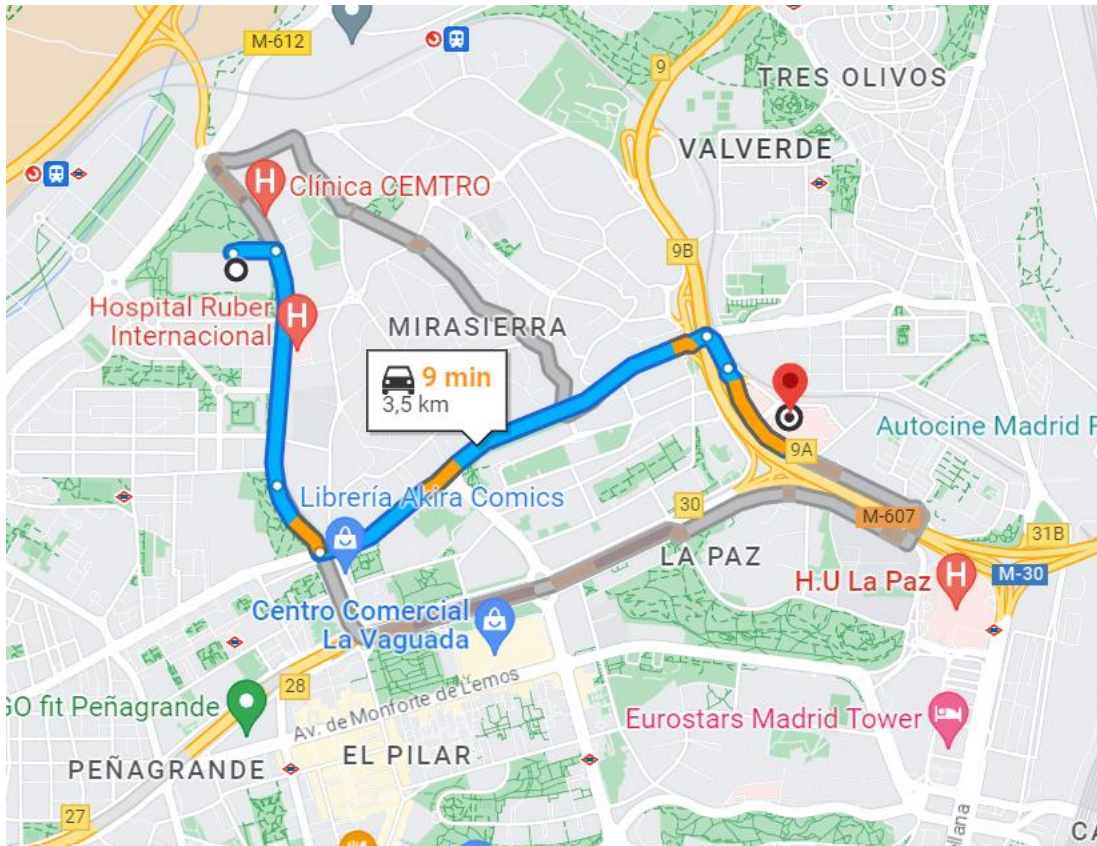 M-612
9
TRES OLIVOS
VALVERDE
H
Clínica CEMTRO
9B
Hospital Ruber
Internacional
H
MIRASIERRA
9 min
3,5 km
9A
Autocine Madrid F
Librería Akira Comics
30
M-607
31B
LA PAZ
M-30
H.U La Paz
H
Centro Comercial
La Vaguada
28
GO fit Peñagrande
Av. de Monforte de Lemos
Eurostars Madrid Tower
EL PILAR
PEÑAGRANDE
27
ellana
CA